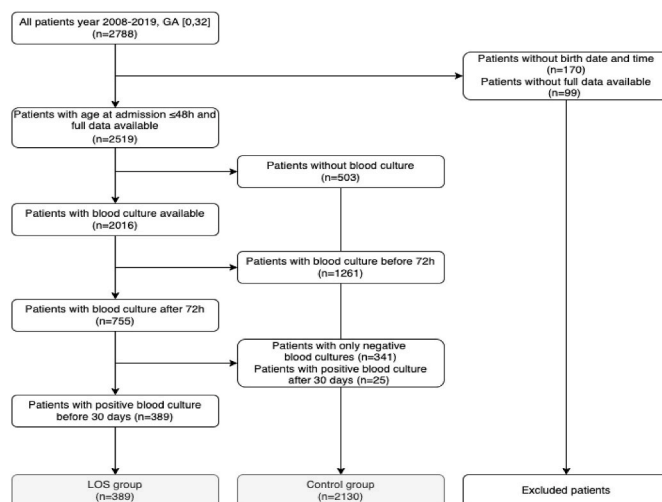 All patients year 2008-2019, GA [0,32]
(n=2788)
Patients without birth date and time
(n=170)
Patients without full data available
(n=99)
Patients with age at admission ≤48h and
full data available
(n=2519)
Patients without blood culture
(n=503)
Patients with blood culture available
(n=2016)
Patients with blood culture before 72h
(n=1261)
Patients with blood culture after 72h
(n=755)
Patients with only negative
blood cultures (n=341)
Patients with positive blood culture
after 30 days (n=25)
Patients with positive blood culture
before 30 days (n=389)
LOS group
(n=389)
Control group
(n=2130)
Excluded patients